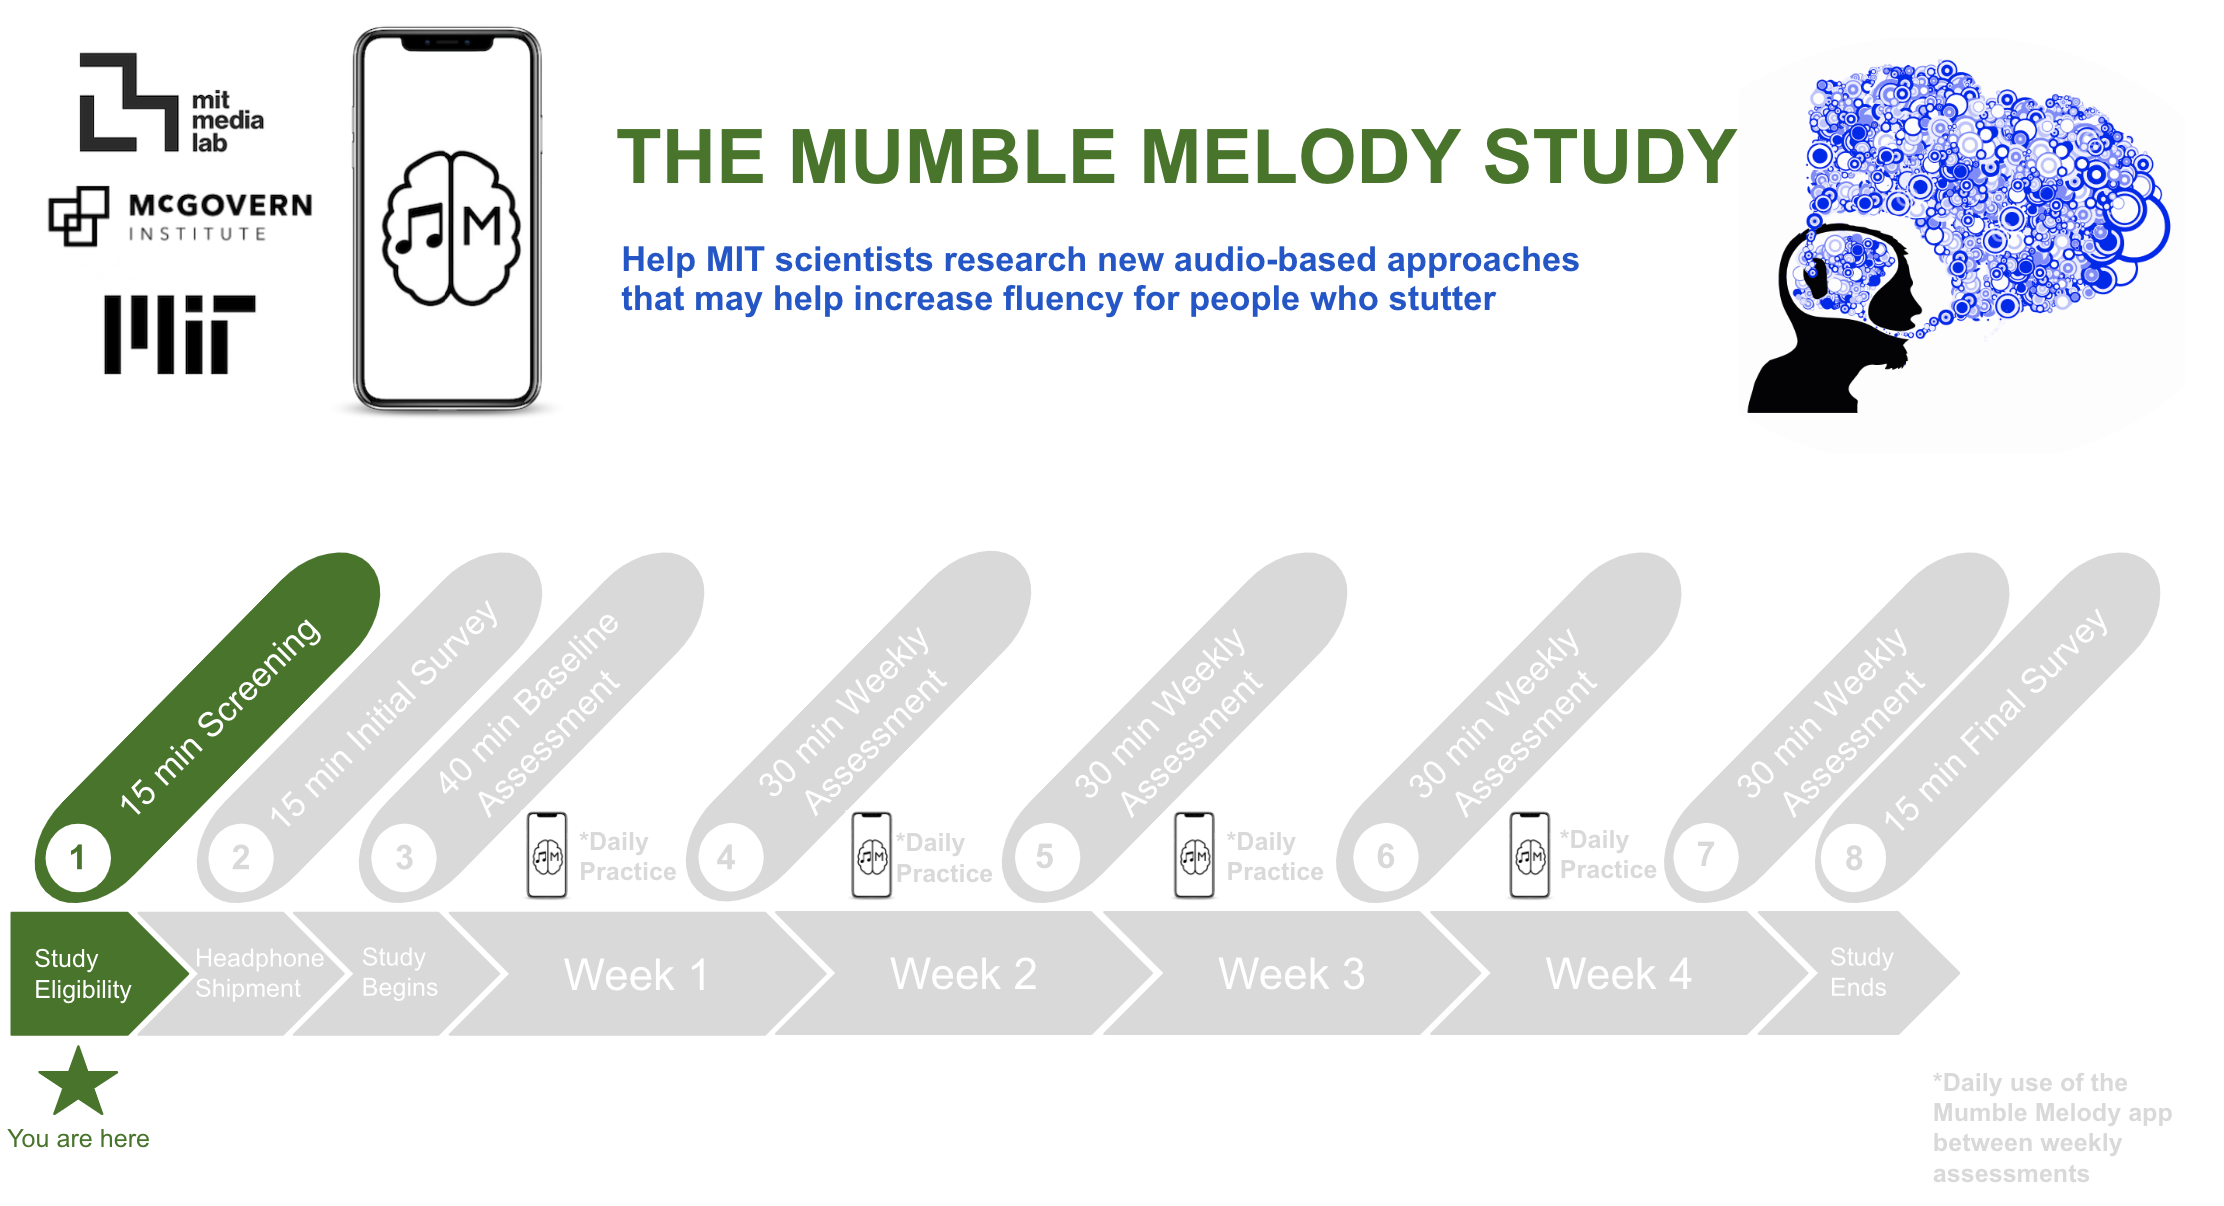 mit
media
lab
McGOVERN
INSTITUTE
MIT
M
THE MUMBLE MELODY STUDY
Help MIT scientists research new audio-based approaches
that may help increase fluency for people who stutter
15 min Screening
1
15 min Initial Survey
2
40 min Baseline
Assessment
3
M
*Daily
Practice
30 min Weekly
Assessment
4
M
*Daily
Practice
30 min Weekly
Assessment
5
M
*Daily
Practice
30 min Weekly
Assessment
6
M
*Daily
Practice
30 min Weekly
Assessment
7
15 min Final Survey
8
Study
Eligibility
Headphone
Shipment
Study
Begins
Week 1
Week 2
Week 3
Week 4
Study
Ends
You are here
*Daily use of the
Mumble Melody app
between weekly
assessments